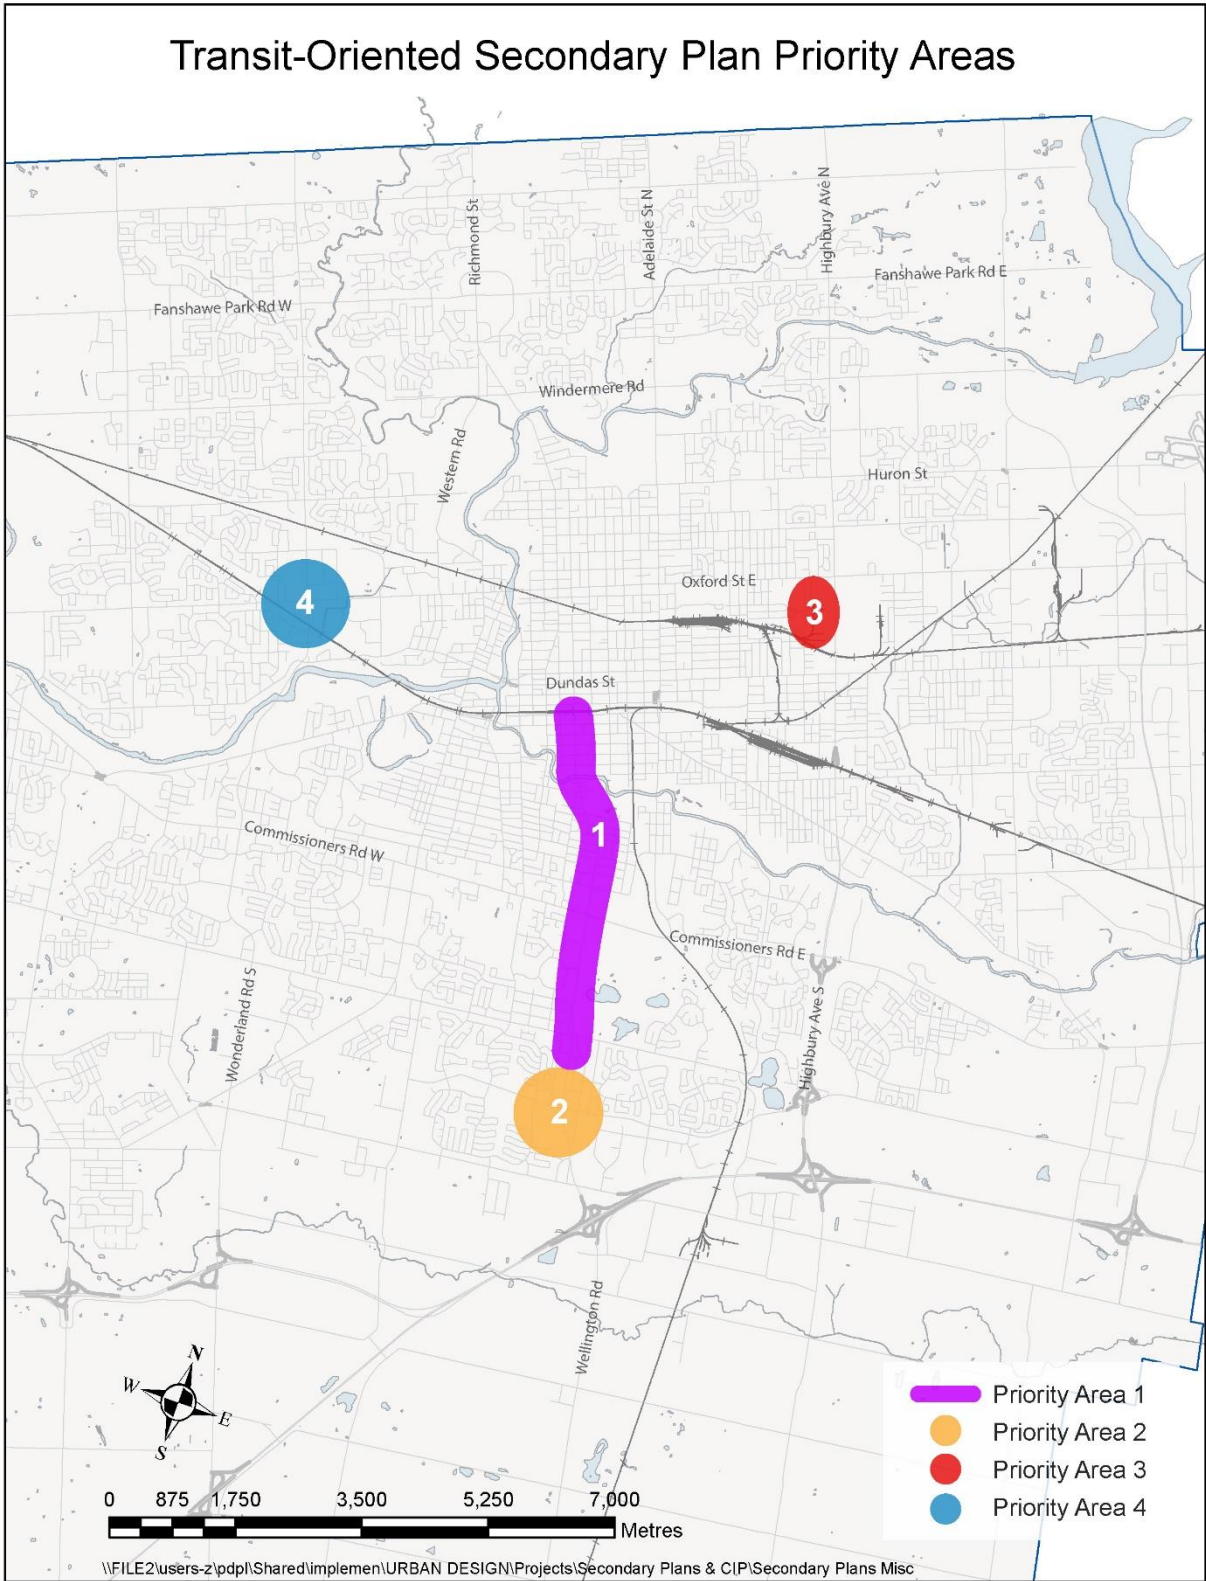 Transit-Oriented Secondary Plan Priority Areas
Richmond St
Adelaide St N
Highbury Ave N
Fanshawe Park Rd E
Fanshawe Park Rd W
Windermere Rd
Western Rd
Huron St
Oxford St E
4
3
Dundas St
1
Commissioners Rd W
Commissioners Rd E
Wonderland Rd S
Highbury Ave S
2
Wellington Rd
N
W
E
S
Priority Area 1
Priority Area 2
Priority Area 3
Priority Area 4
0 875 1,750 3,500 5,250 7,000
Metres
\\FILE2\users-z\pdpl\Shared\implemen\URBAN DESIGN\Projects\Secondary Plans & CIP\Secondary Plans Misc